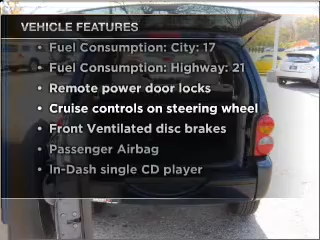 VEHICLE FEATURES
• Fuel Consumption: City: 17
• Fuel Consumption: Highway: 21
• Remote power door locks
• Cruise controls on steering wheel
• Front Ventilated disc brakes
• Passenger Airbag
• In-Dash single CD player